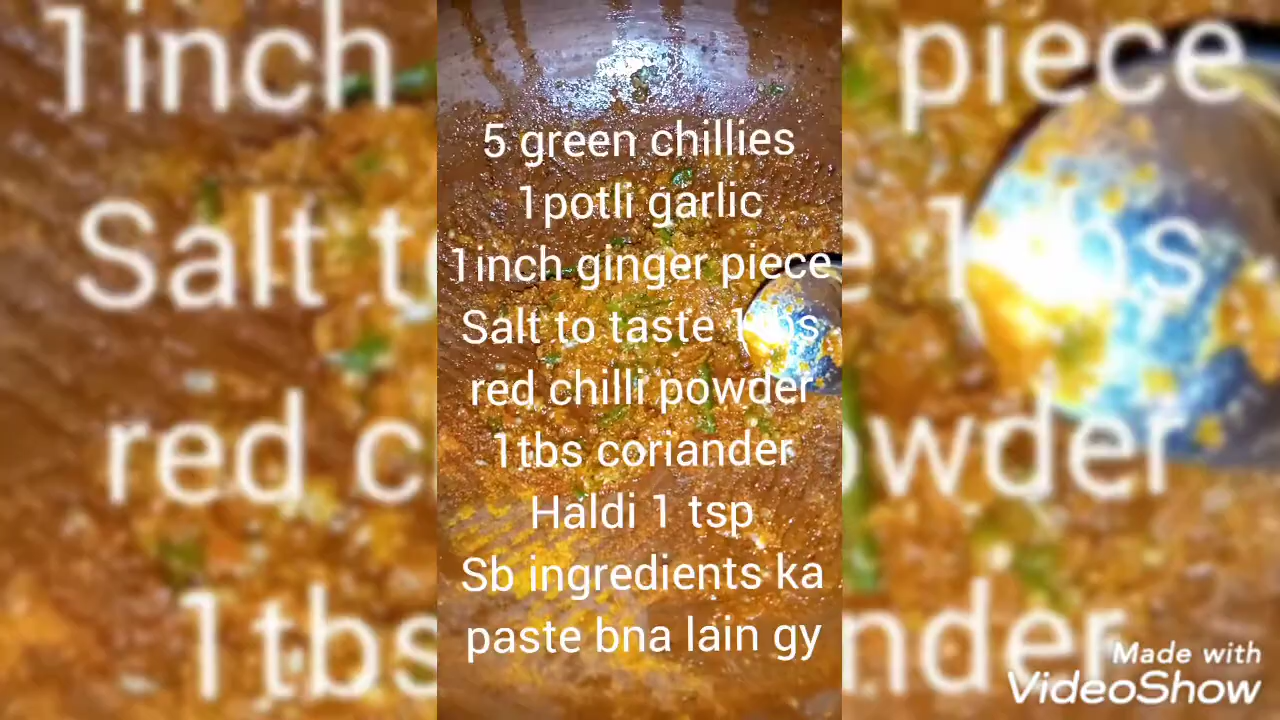 5 green chillies
1potli garlic
1inch ginger piece
Salt to taste 1tbs
red chilli powder
1tbs coriander
Haldi 1 tsp
Sb ingredients ka
paste bna lain gy
Made with
VideoShow